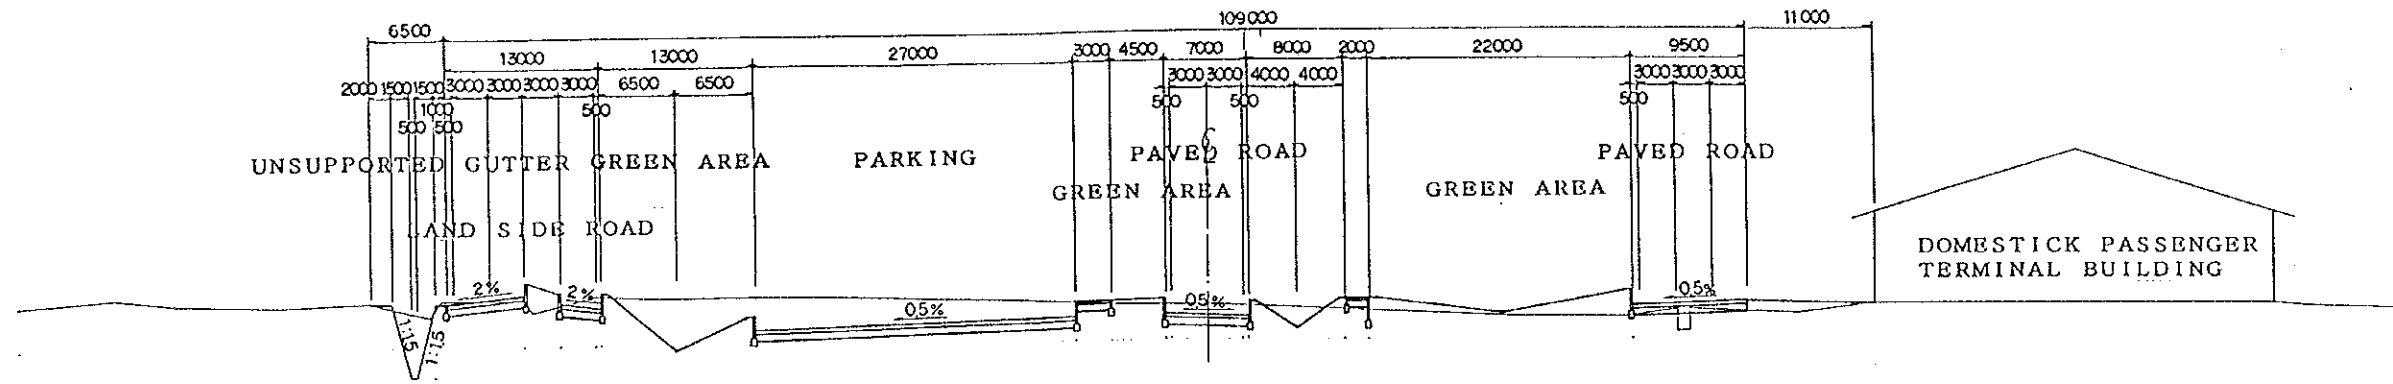 109000 11000
6500
13000 13000 27000 3000 4500 7000 8000 2000 22000 9500
3000 3000 4000 4000 3000 3000 3000
2000 1500 1500 3000 3000 3000 3000 6500 6500
1000 500 500 500 500
500 500
PAVED ROAD PAVED ROAD
UNSUPPORTED GUTTER GREEN AREA PARKING
GREEN AREA GREEN AREA
LAND SIDE ROAD
DOMESTICK PASSENGER
TERMINAL BUILDING
2% 2% 0.5% 0.5% 0.5%
1:1.5 1:1.5